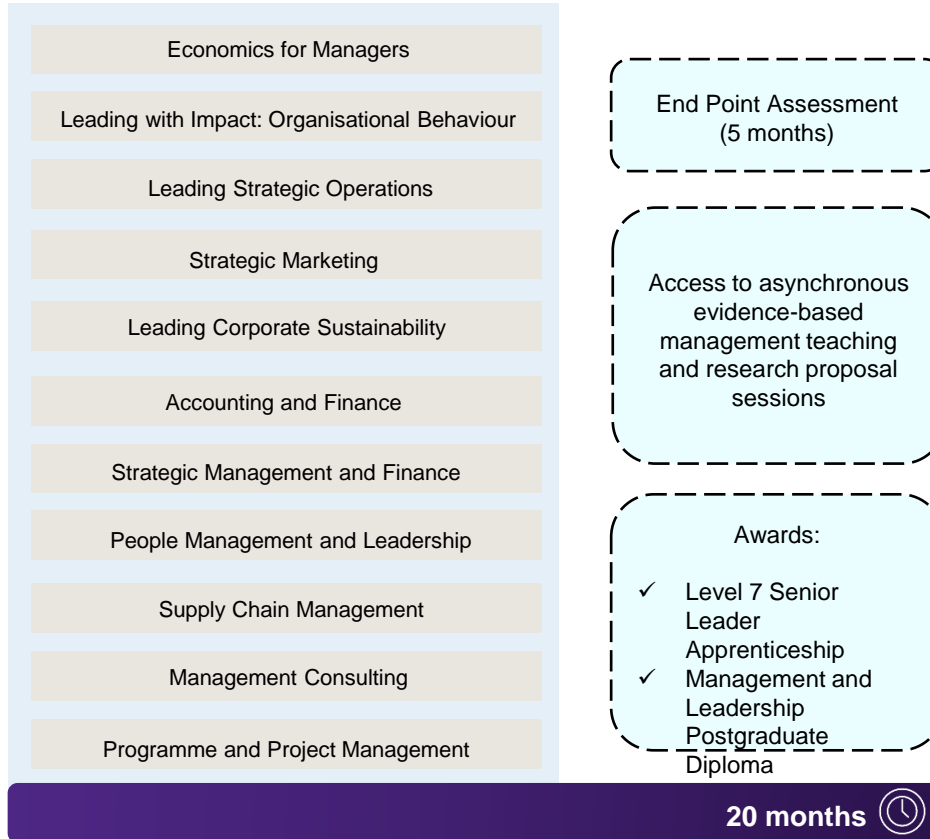 Economics for Managers
Leading with Impact: Organisational Behaviour
Leading Strategic Operations
Strategic Marketing
Leading Corporate Sustainability
Accounting and Finance
Strategic Management and Finance
People Management and Leadership
Supply Chain Management
Management Consulting
Programme and Project Management
End Point Assessment
(5 months)
Access to asynchronous
evidence-based
management teaching
and research proposal
sessions
Awards:
✓ Level 7 Senior
Leader
Apprenticeship
✓ Management and
Leadership
Postgraduate
Diploma
20 months